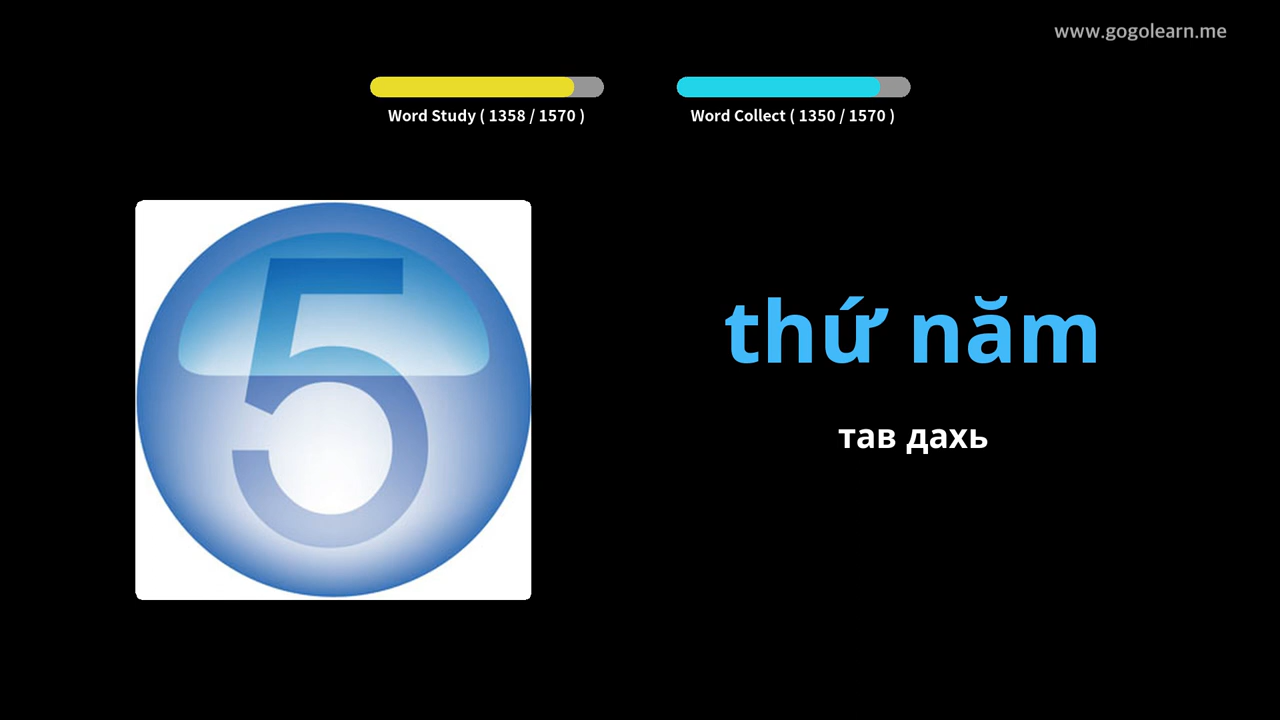 www.gogolearn.me
Word Study ( 1358 / 1570 )
Word Collect ( 1350 / 1570 )
5
thứ năm
тав дахь